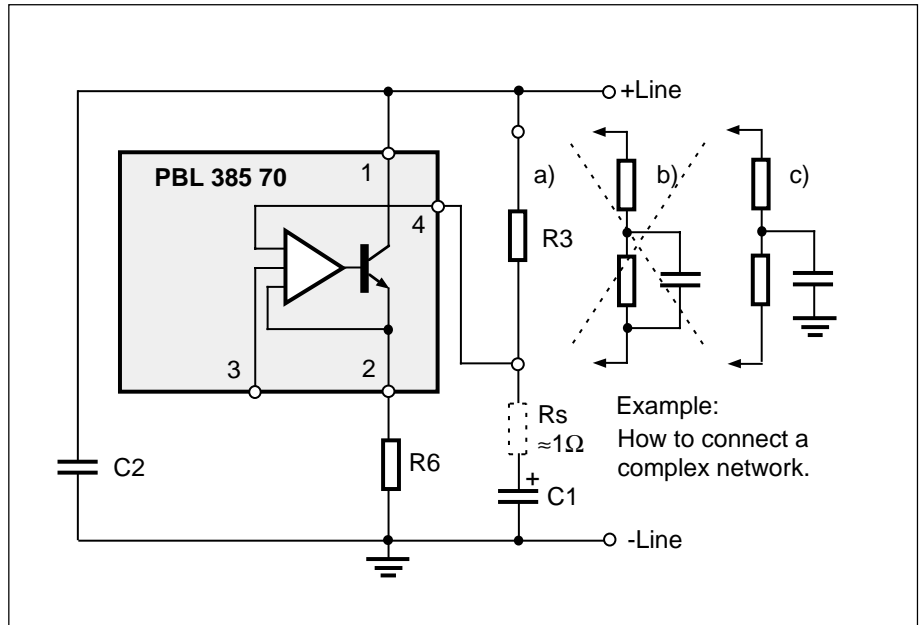 +Line
PBL 385 70
1
a)
b)
c)
4
R3
3
2
Rs
≈1Ω
Example:
How to connect a
complex network.
C2
R6
+
C1
-Line